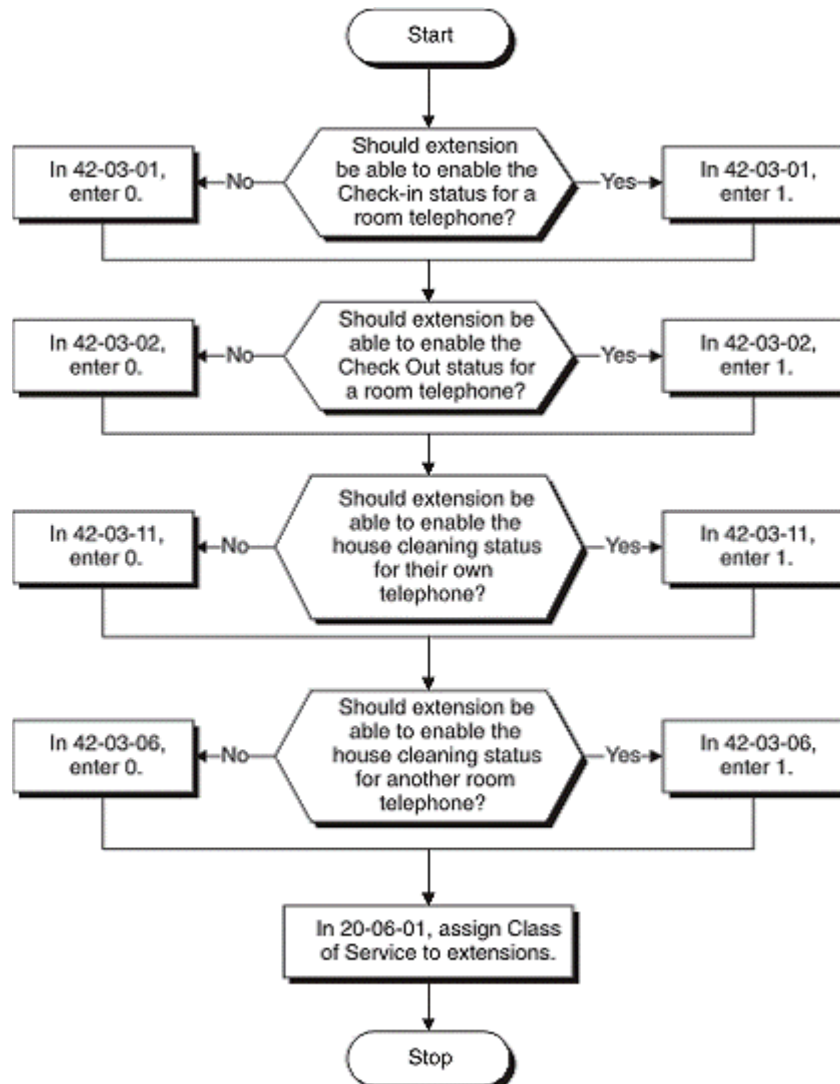 Start
Should extension
be able to enable the
Check-in status for a
room telephone?
No
Yes
In 42-03-01,
enter 0.
In 42-03-01,
enter 1.
Should extension be
able to enable the
Check Out status for
a room telephone?
No
Yes
In 42-03-02,
enter 0.
In 42-03-02,
enter 1.
Should extension be
able to enable the
house cleaning status
for their own
telephone?
No
Yes
In 42-03-11,
enter 0.
In 42-03-11,
enter 1.
Should extension be
able to enable the
house cleaning status
for another room
telephone?
No
Yes
In 42-03-06,
enter 0.
In 42-03-06,
enter 1.
In 20-06-01, assign Class
of Service to extensions.
Stop